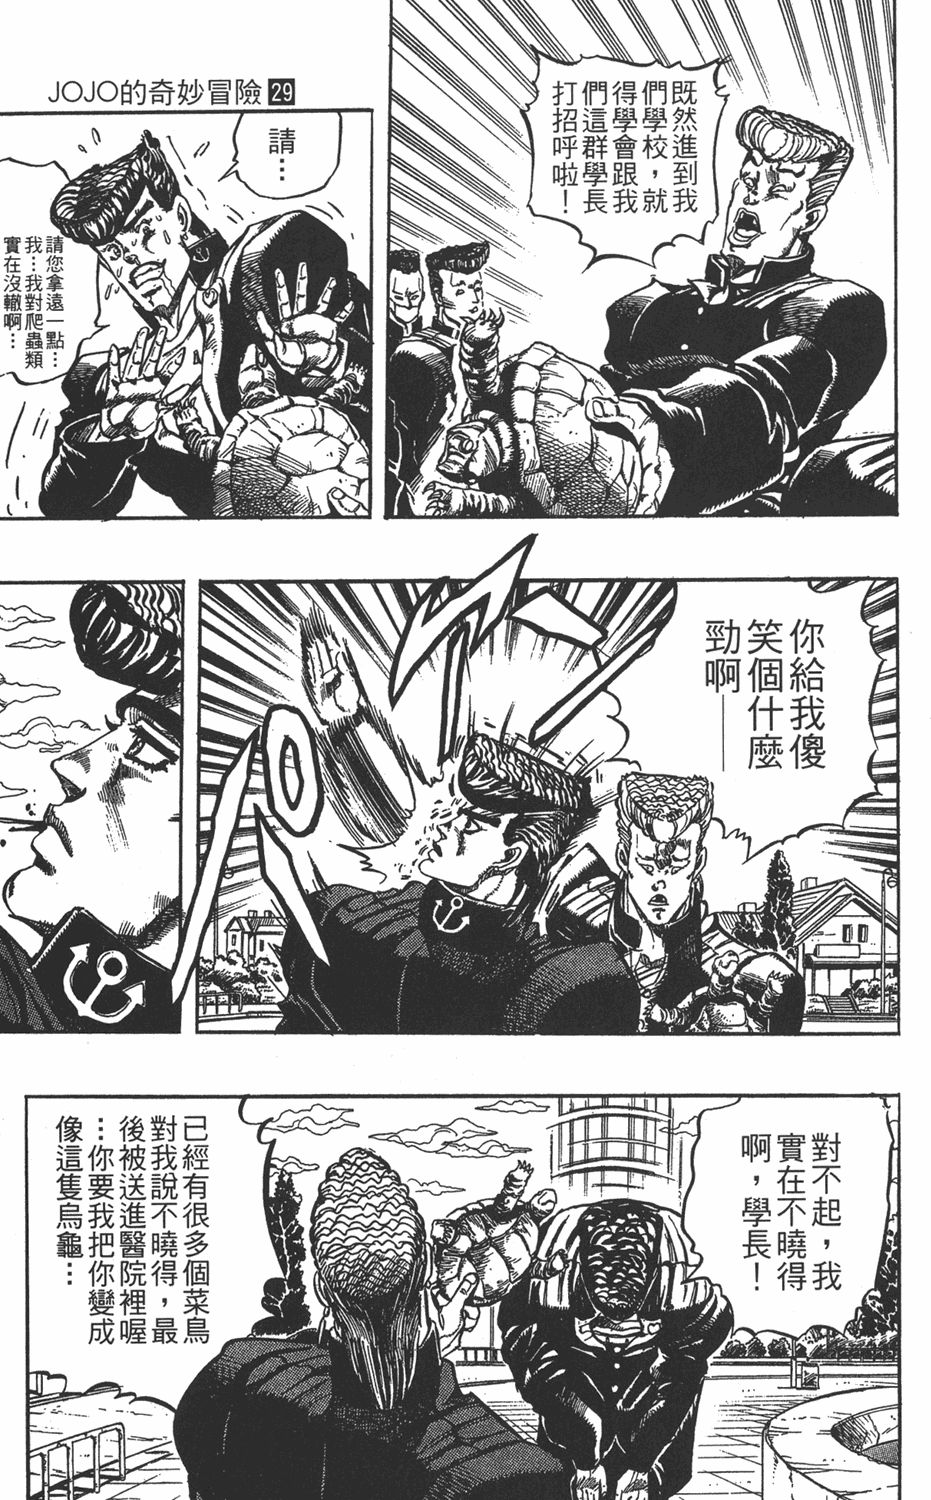 JOJO的奇妙冒險 29
既然進到我
們學校，就
得學會跟我
們這群學長
打招呼啦！
請…
請您拿遠一點…
我…我對爬蟲類
實在沒轍啊…
你給我傻
笑個什麼
勁啊——
バーン
パ
對不起，我
實在不曉得
啊，學長！
已經有很多個菜鳥
對我說不曉得，最
後被送進醫院裡喔
…你要我把你變成
像這隻烏龜…